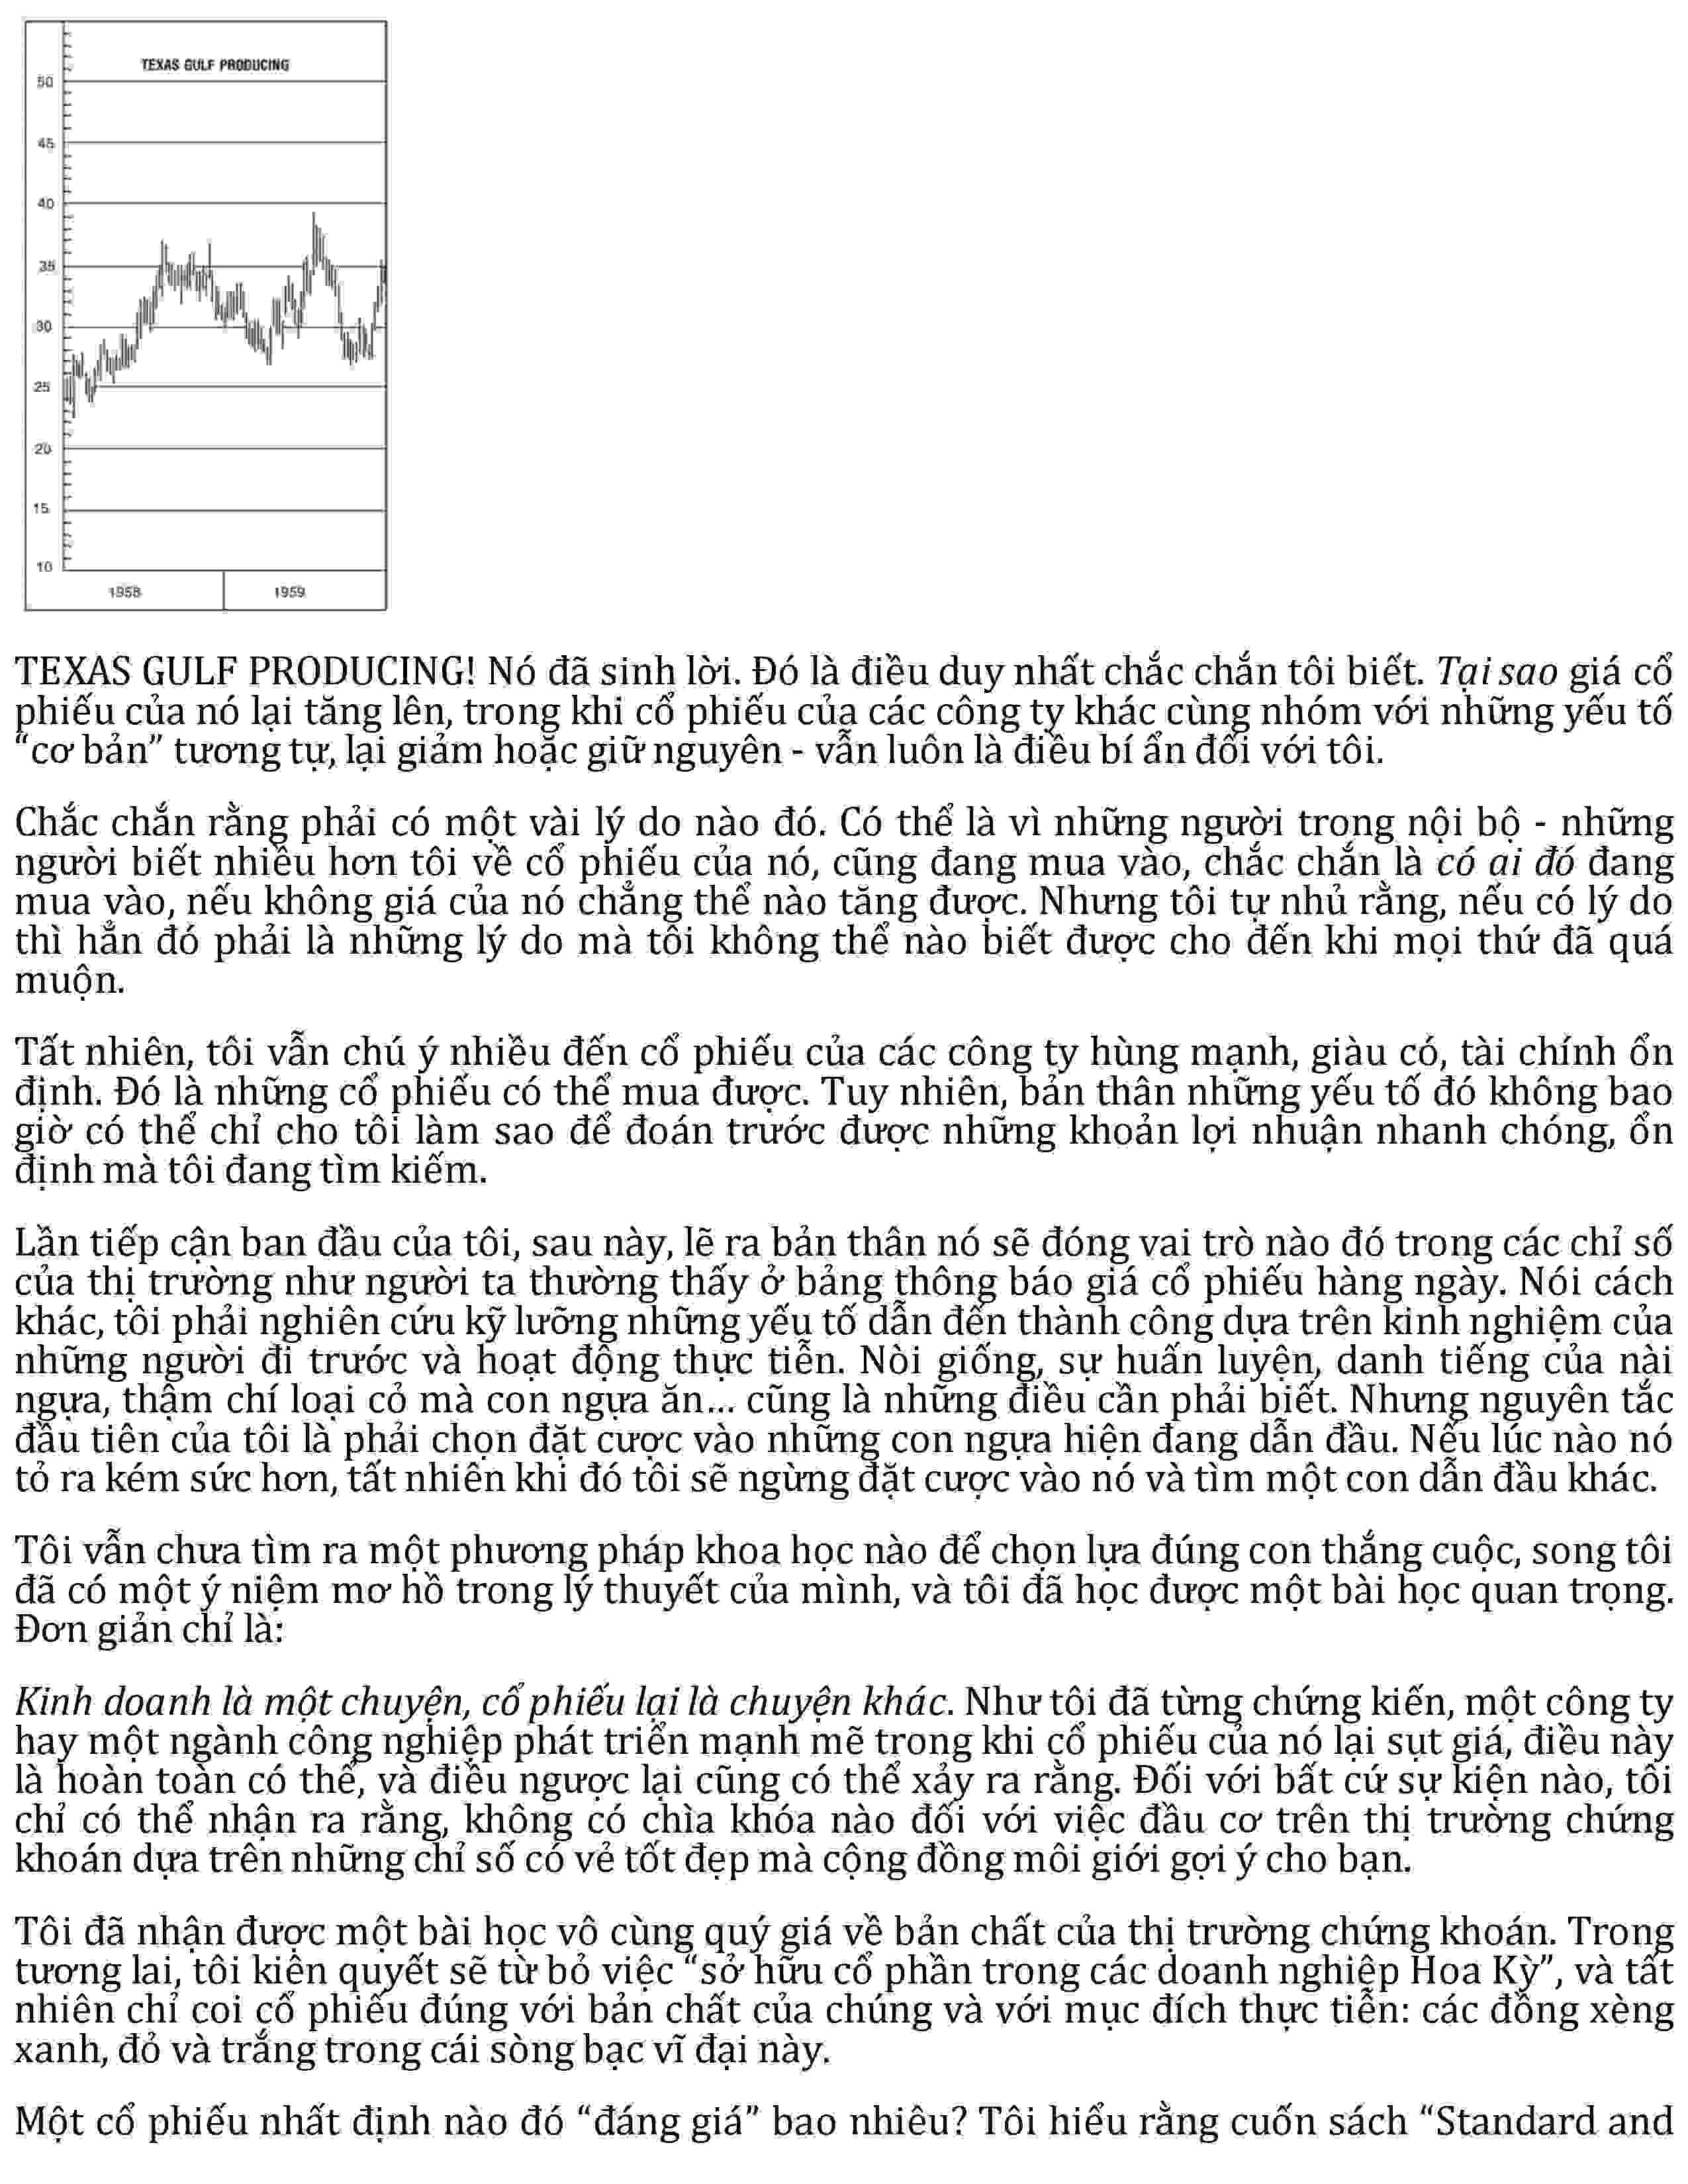 TEXAS GULF PRODUCING
50
45
40
35
30
25
20
15
10
1958
1959
TEXAS GULF PRODUCING! Nó đã sinh lời. Đó là điều duy nhất chắc chắn tôi biết. Tại sao giá cổ
phiếu của nó lại tăng lên, trong khi cổ phiếu của các công ty khác cùng nhóm với những yếu tố
“cơ bản” tương tự, lại giảm hoặc giữ nguyên - vẫn luôn là điều bí ẩn đối với tôi.
Chắc chắn rằng phải có một vài lý do nào đó. Có thể là vì những người trong nội bộ - những
người biết nhiều hơn tôi về cổ phiếu của nó, cũng đang mua vào, chắc chắn là có ai đó đang
mua vào, nếu không giá của nó chẳng thể nào tăng được. Nhưng tôi tự nhủ rằng, nếu có lý do
thì hẳn đó phải là những lý do mà tôi không thể nào biết được cho đến khi mọi thứ đã quá
muộn.
Tất nhiên, tôi vẫn chú ý nhiều đến cổ phiếu của các công ty hùng mạnh, giàu có, tài chính ổn
định. Đó là những cổ phiếu có thể mua được. Tuy nhiên, bản thân những yếu tố đó không bao
giờ có thể chỉ cho tôi làm sao để đoán trước được những khoản lợi nhuận nhanh chóng, ổn
định mà tôi đang tìm kiếm.
Lần tiếp cận ban đầu của tôi, sau này, lẽ ra bản thân nó sẽ đóng vai trò nào đó trong các chỉ số
của thị trường như người ta thường thấy ở bảng thông báo giá cổ phiếu hàng ngày. Nói cách
khác, tôi phải nghiên cứu kỹ lưỡng những yếu tố dẫn đến thành công dựa trên kinh nghiệm của
những người đi trước và hoạt động thực tiễn. Nòi giống, sự huấn luyện, danh tiếng của nài
ngựa, thậm chí loại cỏ mà con ngựa ăn... cũng là những điều cần phải biết. Nhưng nguyên tắc
đầu tiên của tôi là phải chọn đặt cược vào những con ngựa hiện đang dẫn đầu. Nếu lúc nào nó
tỏ ra kém sức hơn, tất nhiên khi đó tôi sẽ ngừng đặt cược vào nó và tìm một con dẫn đầu khác.
Tôi vẫn chưa tìm ra một phương pháp khoa học nào để chọn lựa đúng con thắng cuộc, song tôi
đã có một ý niệm mơ hồ trong lý thuyết của mình, và tôi đã học được một bài học quan trọng.
Đơn giản chỉ là:
Kinh doanh là một chuyện, cổ phiếu lại là chuyện khác. Như tôi đã từng chứng kiến, một công ty
hay một ngành công nghiệp phát triển mạnh mẽ trong khi cổ phiếu của nó lại sụt giá, điều này
là hoàn toàn có thể, và điều ngược lại cũng có thể xảy ra rằng. Đối với bất cứ sự kiện nào, tôi
chỉ có thể nhận ra rằng, không có chìa khóa nào đối với việc đầu cơ trên thị trường chứng
khoán dựa trên những chỉ số có vẻ tốt đẹp mà cộng đồng môi giới gợi ý cho bạn.
Tôi đã nhận được một bài học vô cùng quý giá về bản chất của thị trường chứng khoán. Trong
tương lai, tôi kiên quyết sẽ từ bỏ việc “sở hữu cổ phần trong các doanh nghiệp Hoa Kỳ”, và tất
nhiên chỉ coi cổ phiếu đúng với bản chất của chúng và với mục đích thực tiễn: các đồng xèng
xanh, đỏ và trắng trong cái sòng bạc vĩ đại này.
Một cổ phiếu nhất định nào đó “đáng giá” bao nhiêu? Tôi hiểu rằng cuốn sách “Standard and